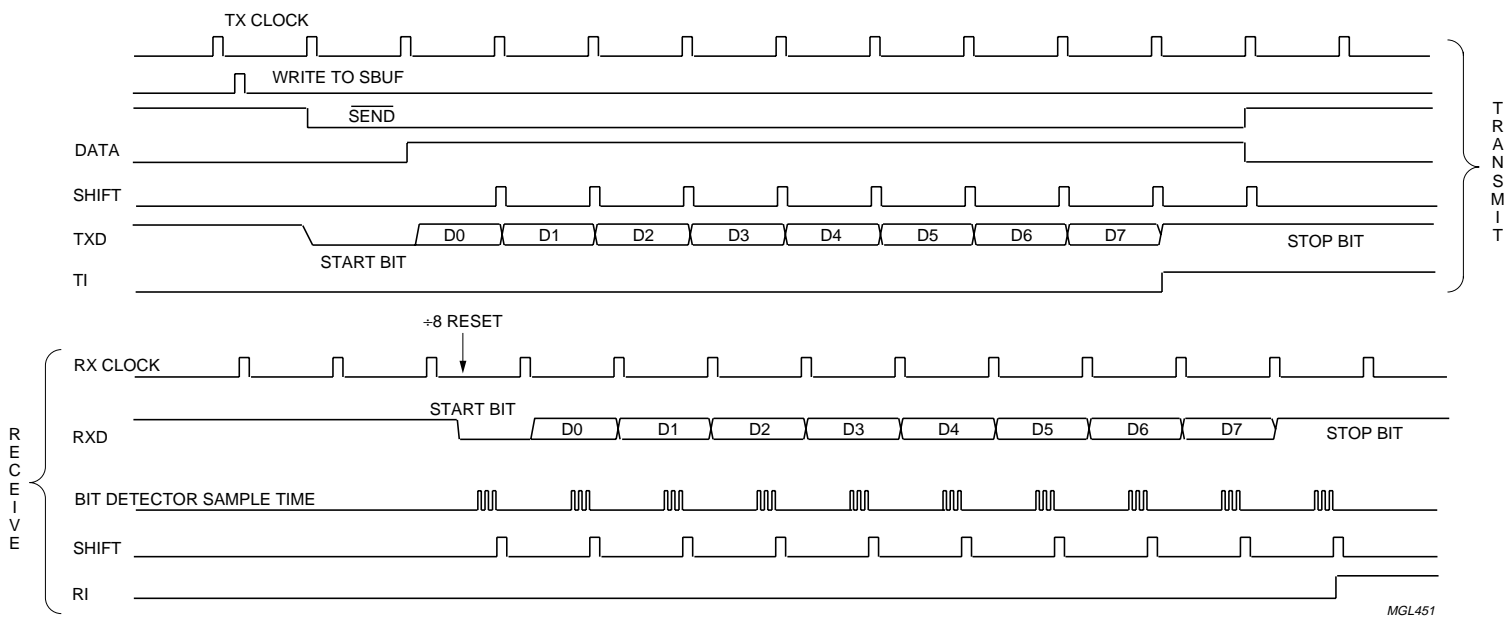 TX CLOCK
WRITE TO SBUF
SEND
DATA
SHIFT
TXD
START BIT
D0 D1 D2 D3 D4 D5 D6 D7
STOP BIT
TI
TRANSMIT
÷8 RESET
RX CLOCK
START BIT
RXD
D0 D1 D2 D3 D4 D5 D6 D7
STOP BIT
BIT DETECTOR SAMPLE TIME
SHIFT
RI
RECEIVE
MGL451